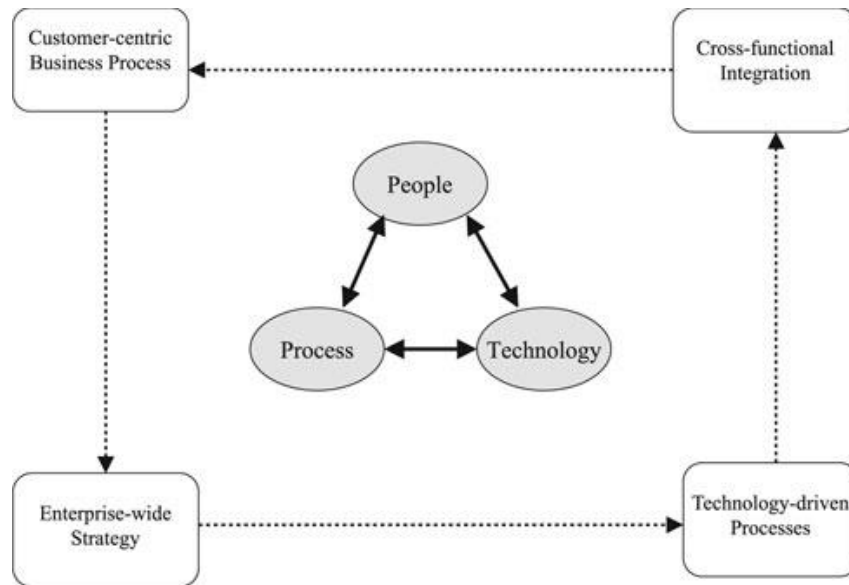 Customer-centric
Business Process
Cross-functional
Integration
People
Process
Technology
Enterprise-wide
Strategy
Technology-driven
Processes